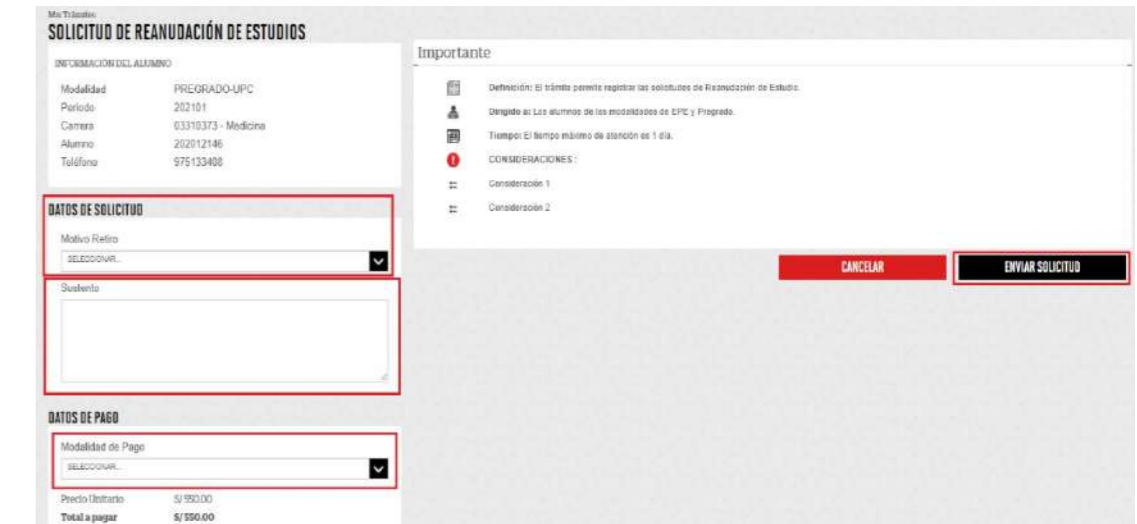 Mis Trámites
SOLICITUD DE REANUDACIÓN DE ESTUDIOS
INFORMACIÓN DEL ALUMNO
Modalidad PREGRADO-UPC
Periodo 202101
Carrera 03310373 - Medicina
Alumno 202012146
Teléfono 975133408
DATOS DE SOLICITUD
Motivo Retiro
SELECCIONAR...
Sustento
DATOS DE PAGO
Modalidad de Pago
SELECCIONAR...
Precio Unitario S/ 550.00
Total a pagar S/ 550.00
Importante
Definición: El trámite permite registrar las solicitudes de Reanudación de Estudio.
Dirigido a: Los alumnos de las modalidades de EPE y Pregrado.
Tiempo: El tiempo máximo de atención es 1 día.
CONSIDERACIONES :
Consideración 1
Consideración 2
CANCELAR
ENVIAR SOLICITUD